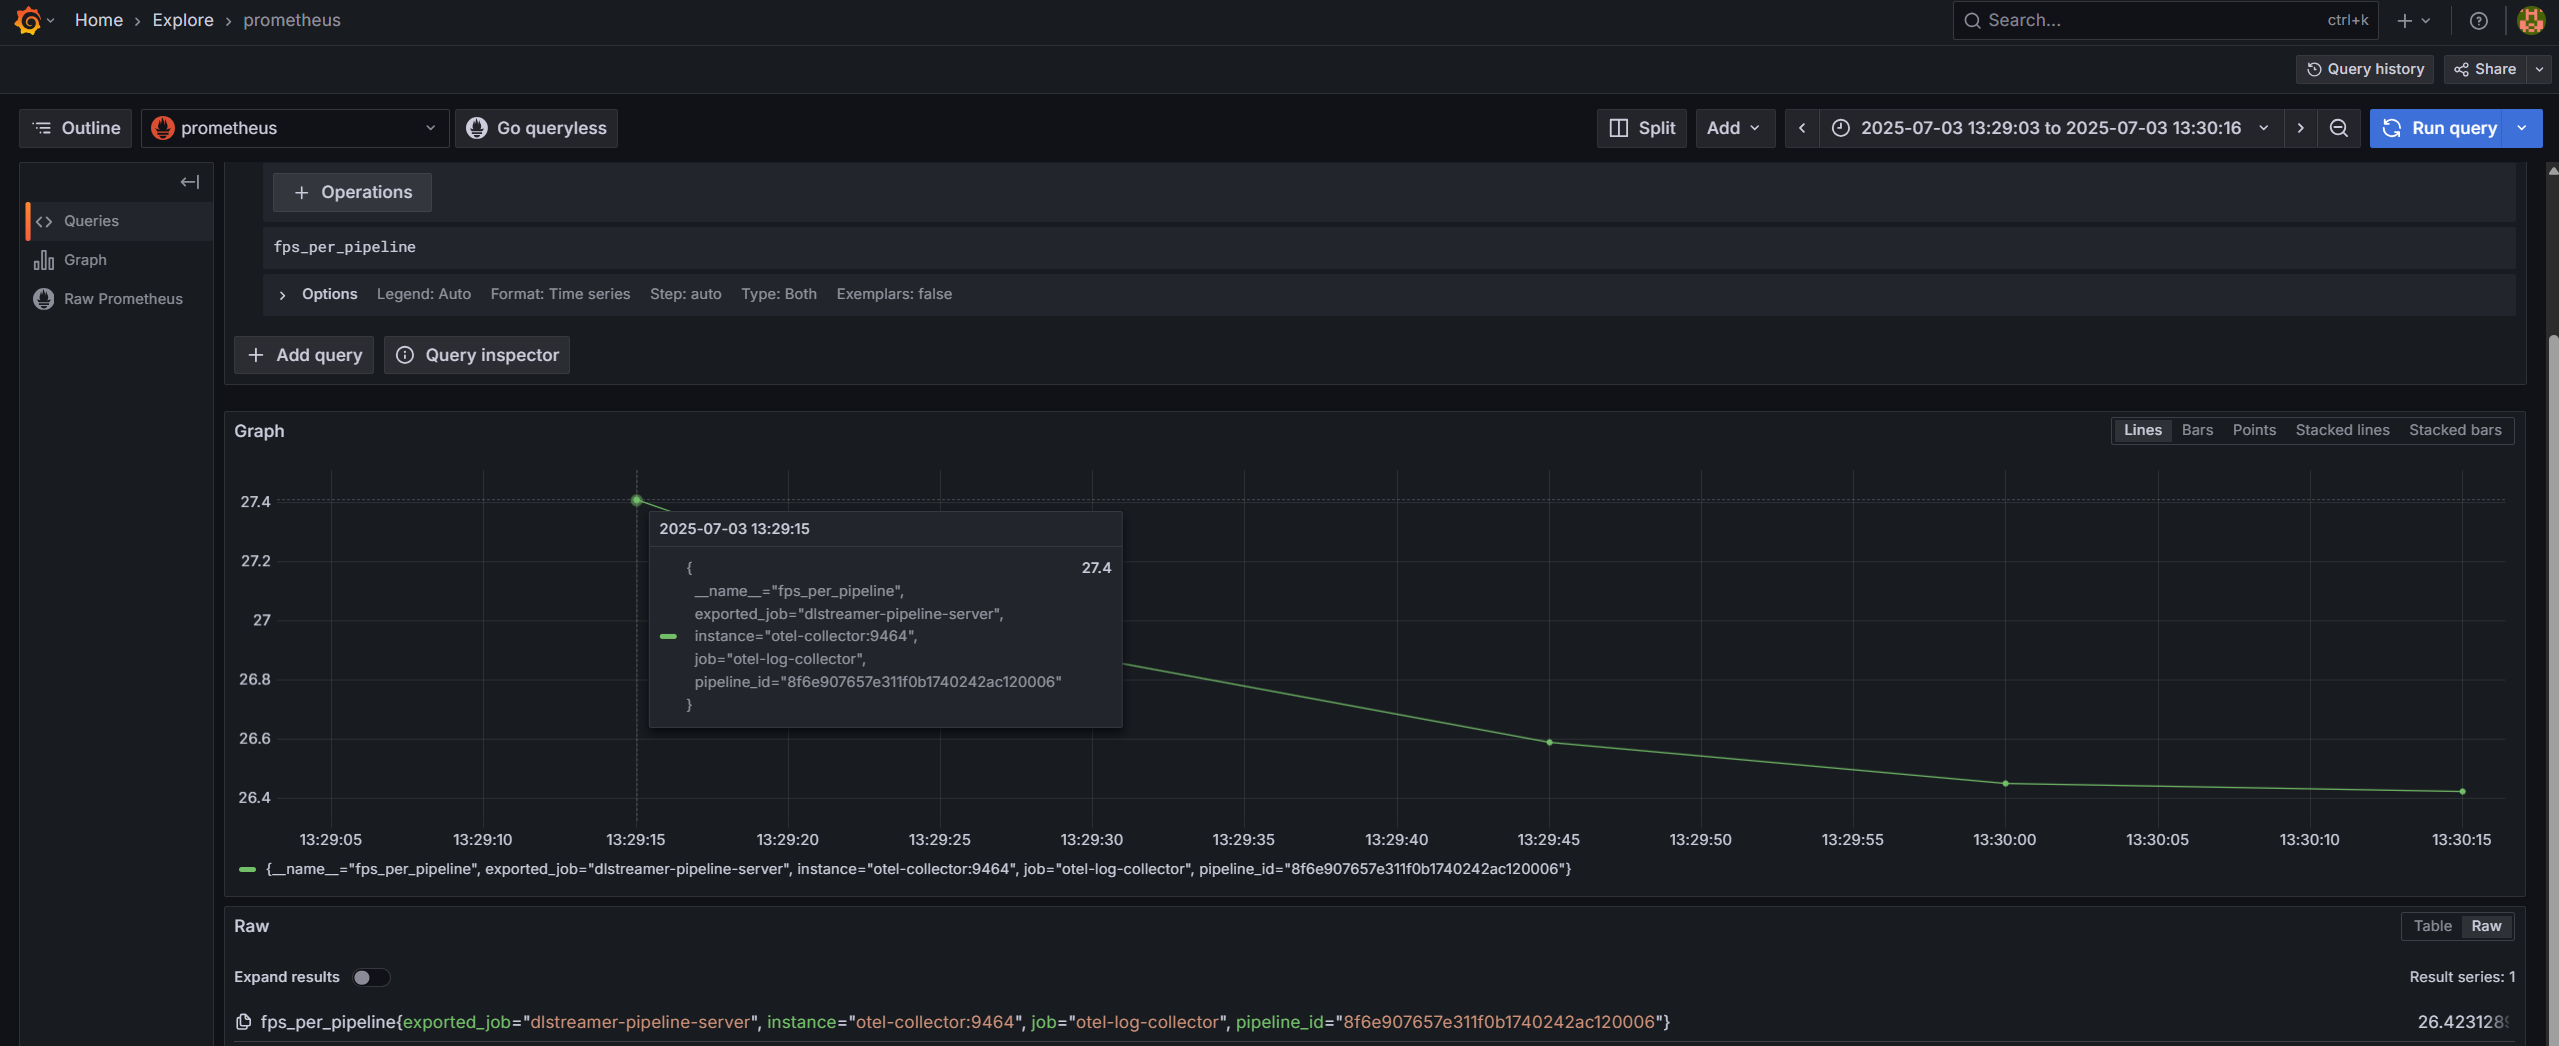 Home › Explore › prometheus
Search... ctrl+k
Query history Share
Outline prometheus Go queryless Split Add 2025-07-03 13:29:03 to 2025-07-03 13:30:16 Run query
Queries
Graph
Raw Prometheus
+ Operations
fps_per_pipeline
Options Legend: Auto Format: Time series Step: auto Type: Both Exemplars: false
+ Add query Query inspector
Graph
Lines Bars Points Stacked lines Stacked bars
27.4
27.2
27
26.8
26.6
26.4
2025-07-03 13:29:15
{ 27.4
__name__="fps_per_pipeline",
exported_job="dlstreamer-pipeline-server",
instance="otel-collector:9464",
job="otel-log-collector",
pipeline_id="8f6e907657e311f0b1740242ac120006"
}
13:29:05 13:29:10 13:29:15 13:29:20 13:29:25 13:29:30 13:29:35 13:29:40 13:29:45 13:29:50 13:29:55 13:30:00 13:30:05 13:30:10 13:30:15
{__name__="fps_per_pipeline", exported_job="dlstreamer-pipeline-server", instance="otel-collector:9464", job="otel-log-collector", pipeline_id="8f6e907657e311f0b1740242ac120006"}
Raw
Table Raw
Expand results
Result series: 1
fps_per_pipeline{exported_job="dlstreamer-pipeline-server", instance="otel-collector:9464", job="otel-log-collector", pipeline_id="8f6e907657e311f0b1740242ac120006"} 26.423128